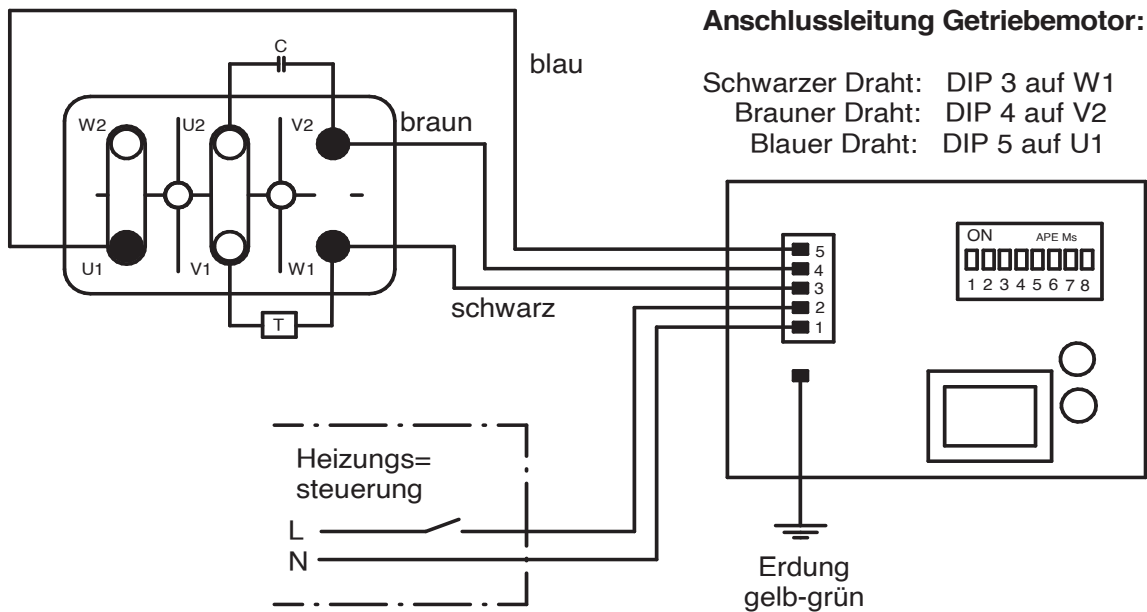 Anschlussleitung Getriebemotor:
Schwarzer Draht: DIP 3 auf W1
Brauner Draht: DIP 4 auf V2
Blauer Draht: DIP 5 auf U1
C
blau
W2 U2 V2
braun
U1 V1 W1
T
schwarz
5
4
3
2
1
ON APE Ms
1 2 3 4 5 6 7 8
Heizungs=
steuerung
L
N
Erdung
gelb-grün